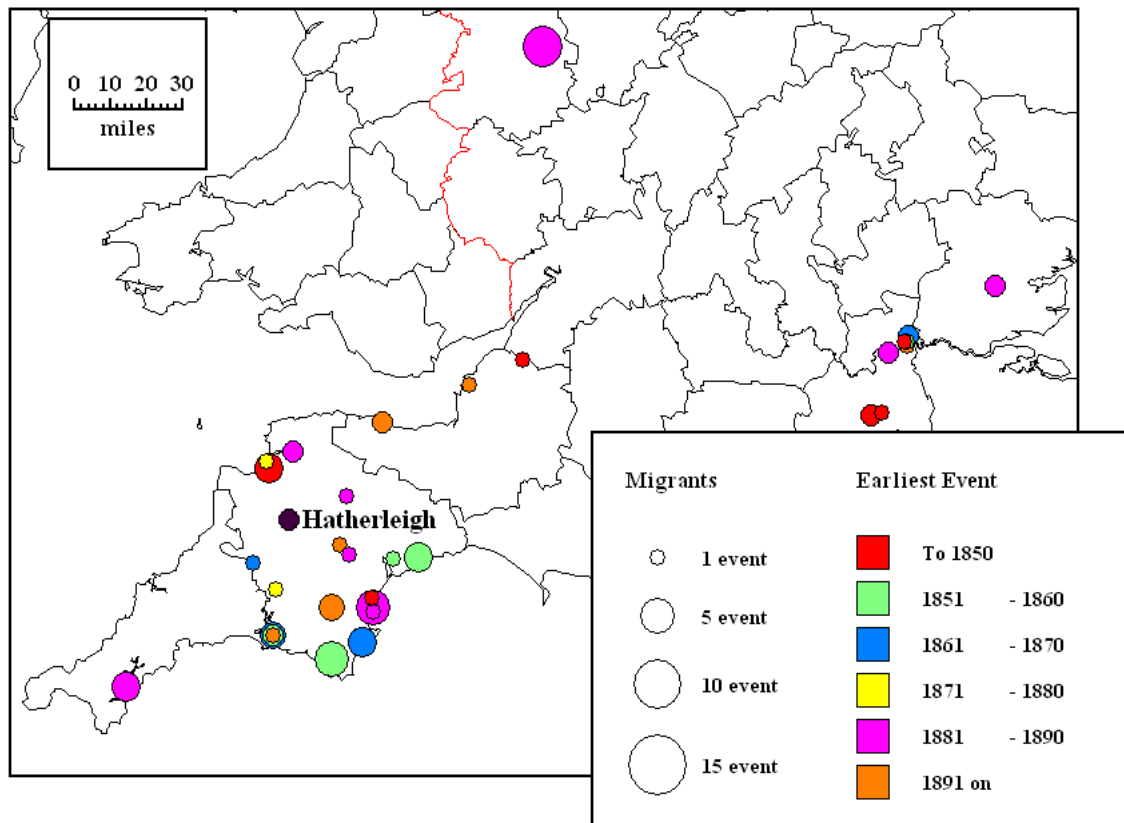 0 10 20 30
miles
Hatherleigh
Migrants
1 event
5 event
10 event
15 event
Earliest Event
To 1850
1851 - 1860
1861 - 1870
1871 - 1880
1881 - 1890
1891 on